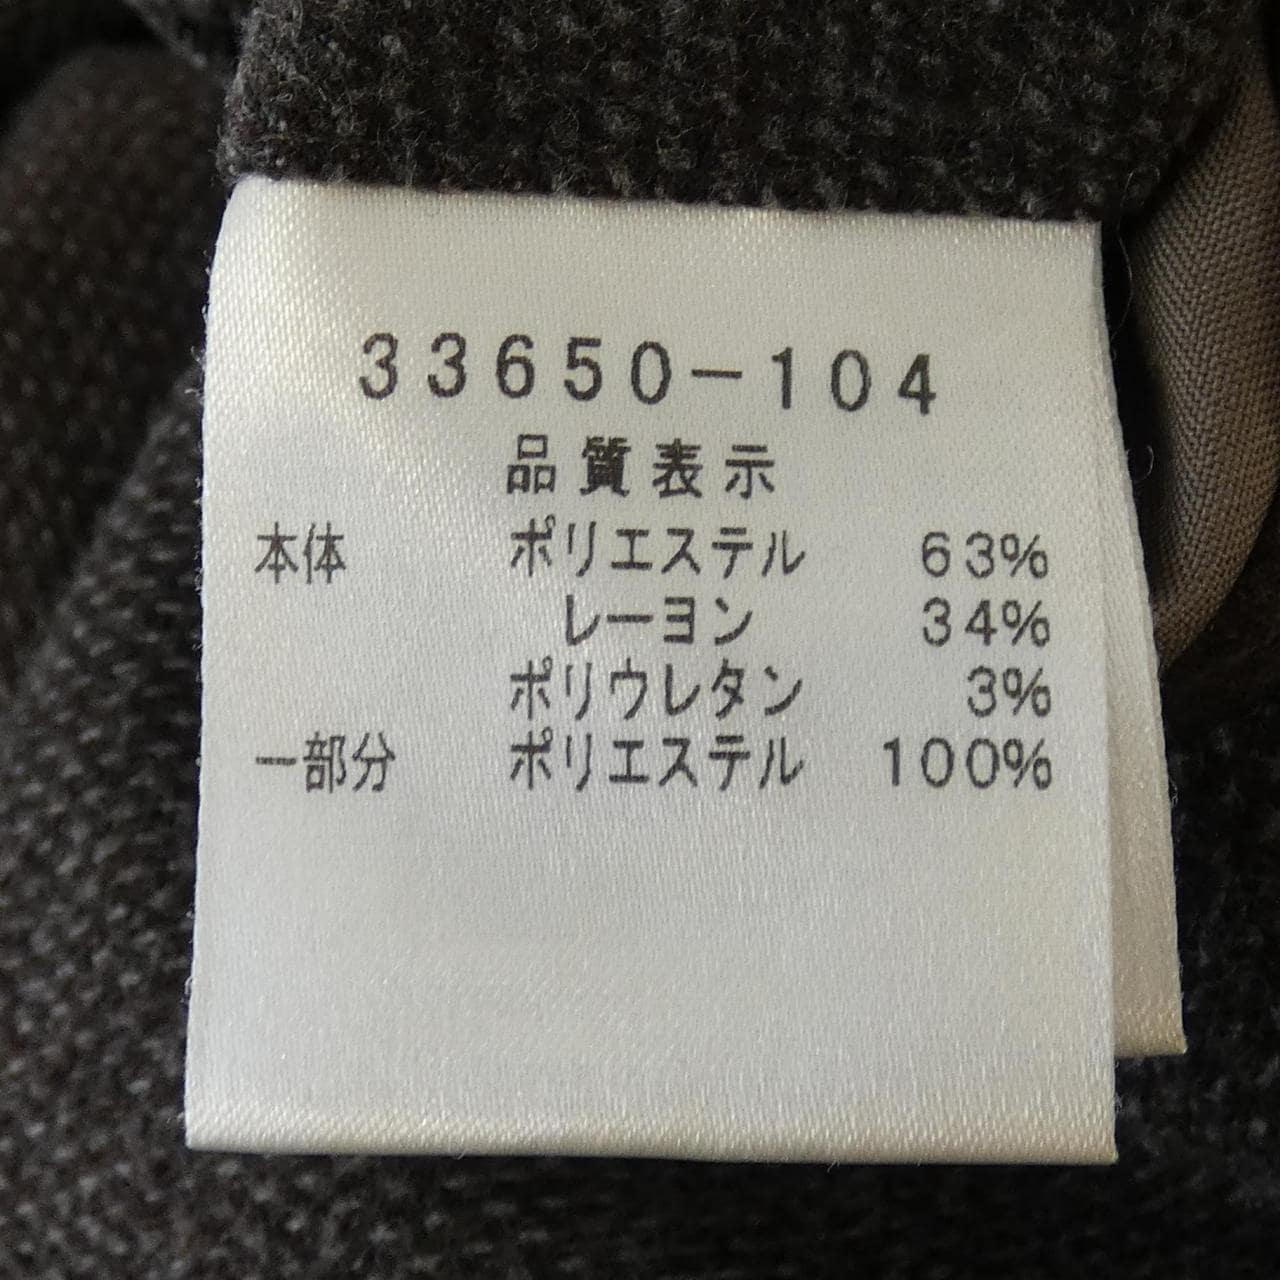 33650-104
品質表示
本体 ポリエステル 63%
レーヨン 34%
ポリウレタン 3%
一部分 ポリエステル 100%